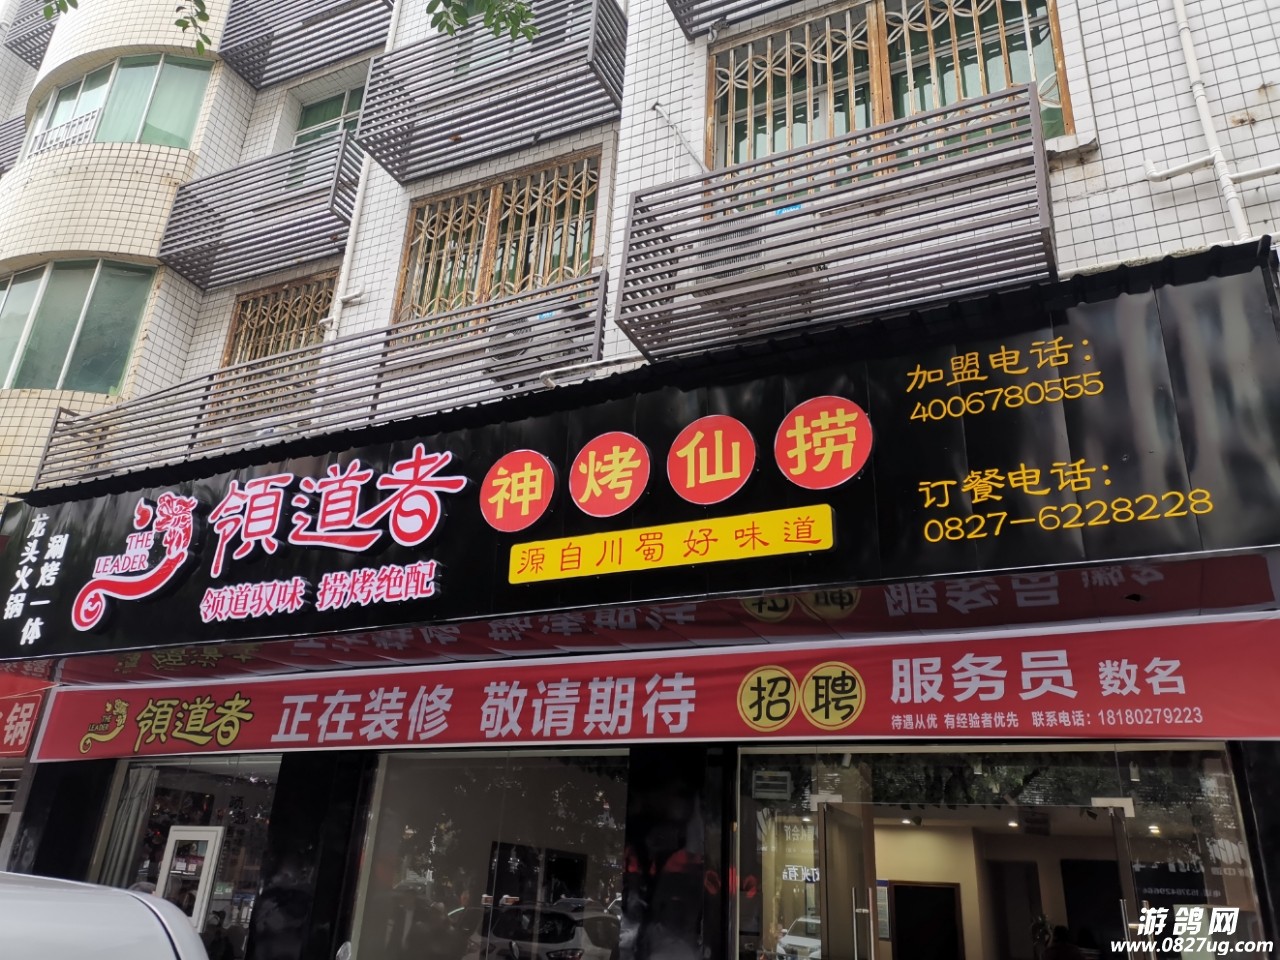 龙头火锅
涮烤一体
THE
LEADER
領道者
领道驭味 捞烤绝配
神烤仙捞
源自川蜀好味道
加盟电话：
4006780555
订餐电话：
0827-6228228
锅
THE
LEADER
領道者
正在装修 敬请期待
招聘
服务员 数名
待遇从优 有经验者优先 联系电话：18180279223
游鸽网
www.0827ug.com